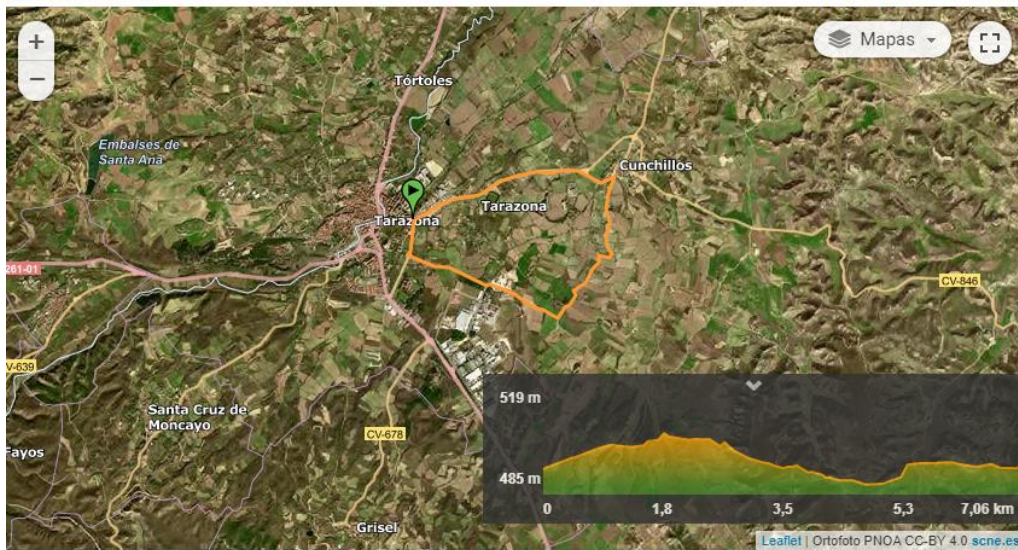 +
−
Mapas
Tórtoles
Embalses de
Santa Ana
Cunchillos
Tarazona
Tarazona
261-01
CV-846
CV-639
Santa Cruz de
Moncayo
Fayos
CV-678
Grisel
519 m
485 m
0 1,8 3,5 5,3 7,06 km
Leaflet | Ortofoto PNOA CC-BY 4.0 scne.es